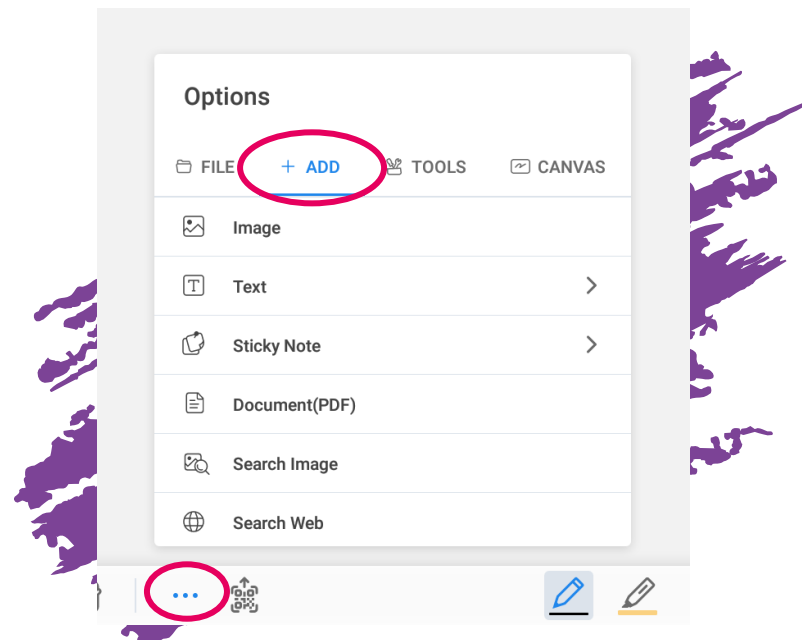 Options
FILE
ADD
TOOLS
CANVAS
Image
Text
Sticky Note
Document(PDF)
Search Image
Search Web